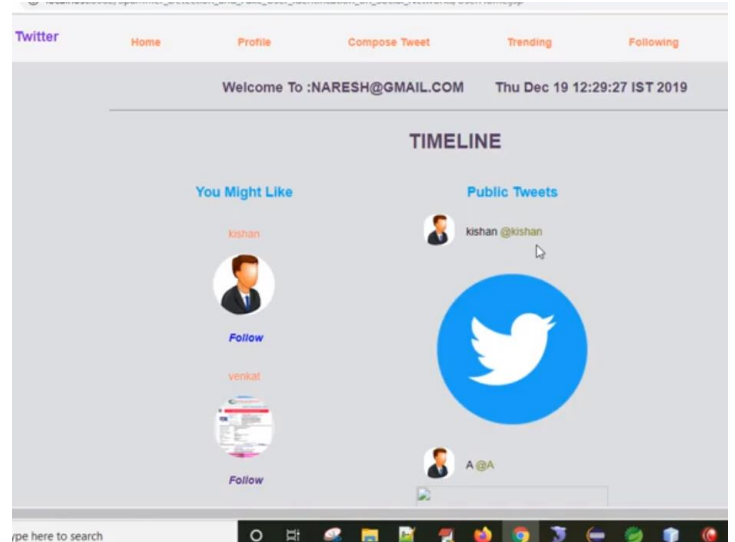 Twitter
Home Profile Compose Tweet Trending Following
Welcome To :NARESH@GMAIL.COM Thu Dec 19 12:29:27 IST 2019
TIMELINE
You Might Like
kishan
Follow
venkat
Follow
Public Tweets
kishan @kishan
A @A
ype here to search